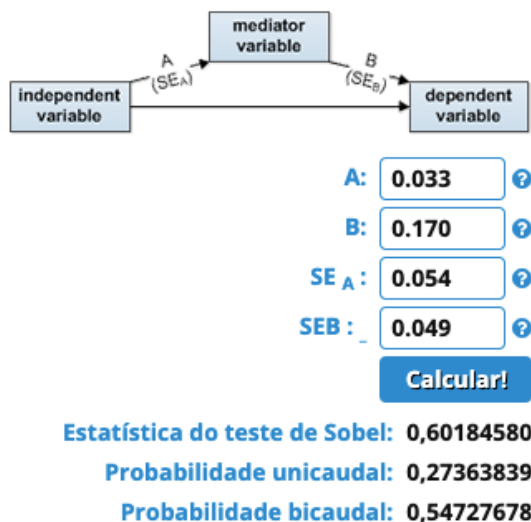 mediator
variable
A
(SEA)
B
(SEB)
independent
variable
dependent
variable
A: 0.033 ?
B: 0.170 ?
SE A : 0.054 ?
SEB : _ 0.049 ?
Calcular!
Estatística do teste de Sobel: 0,60184580
Probabilidade unicaudal: 0,27363839
Probabilidade bicaudal: 0,54727678